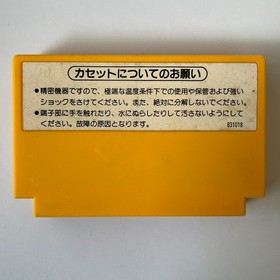 カセットについてのお願い
●精密機器ですので、極端な温度条件下での使用や保管および強い
ショックをさけてください。また、絶対に分解しないでください。
●端子部に手を触れたり、水にぬらしたりして汚さないようにして
ください。故障の原因となります。
831018